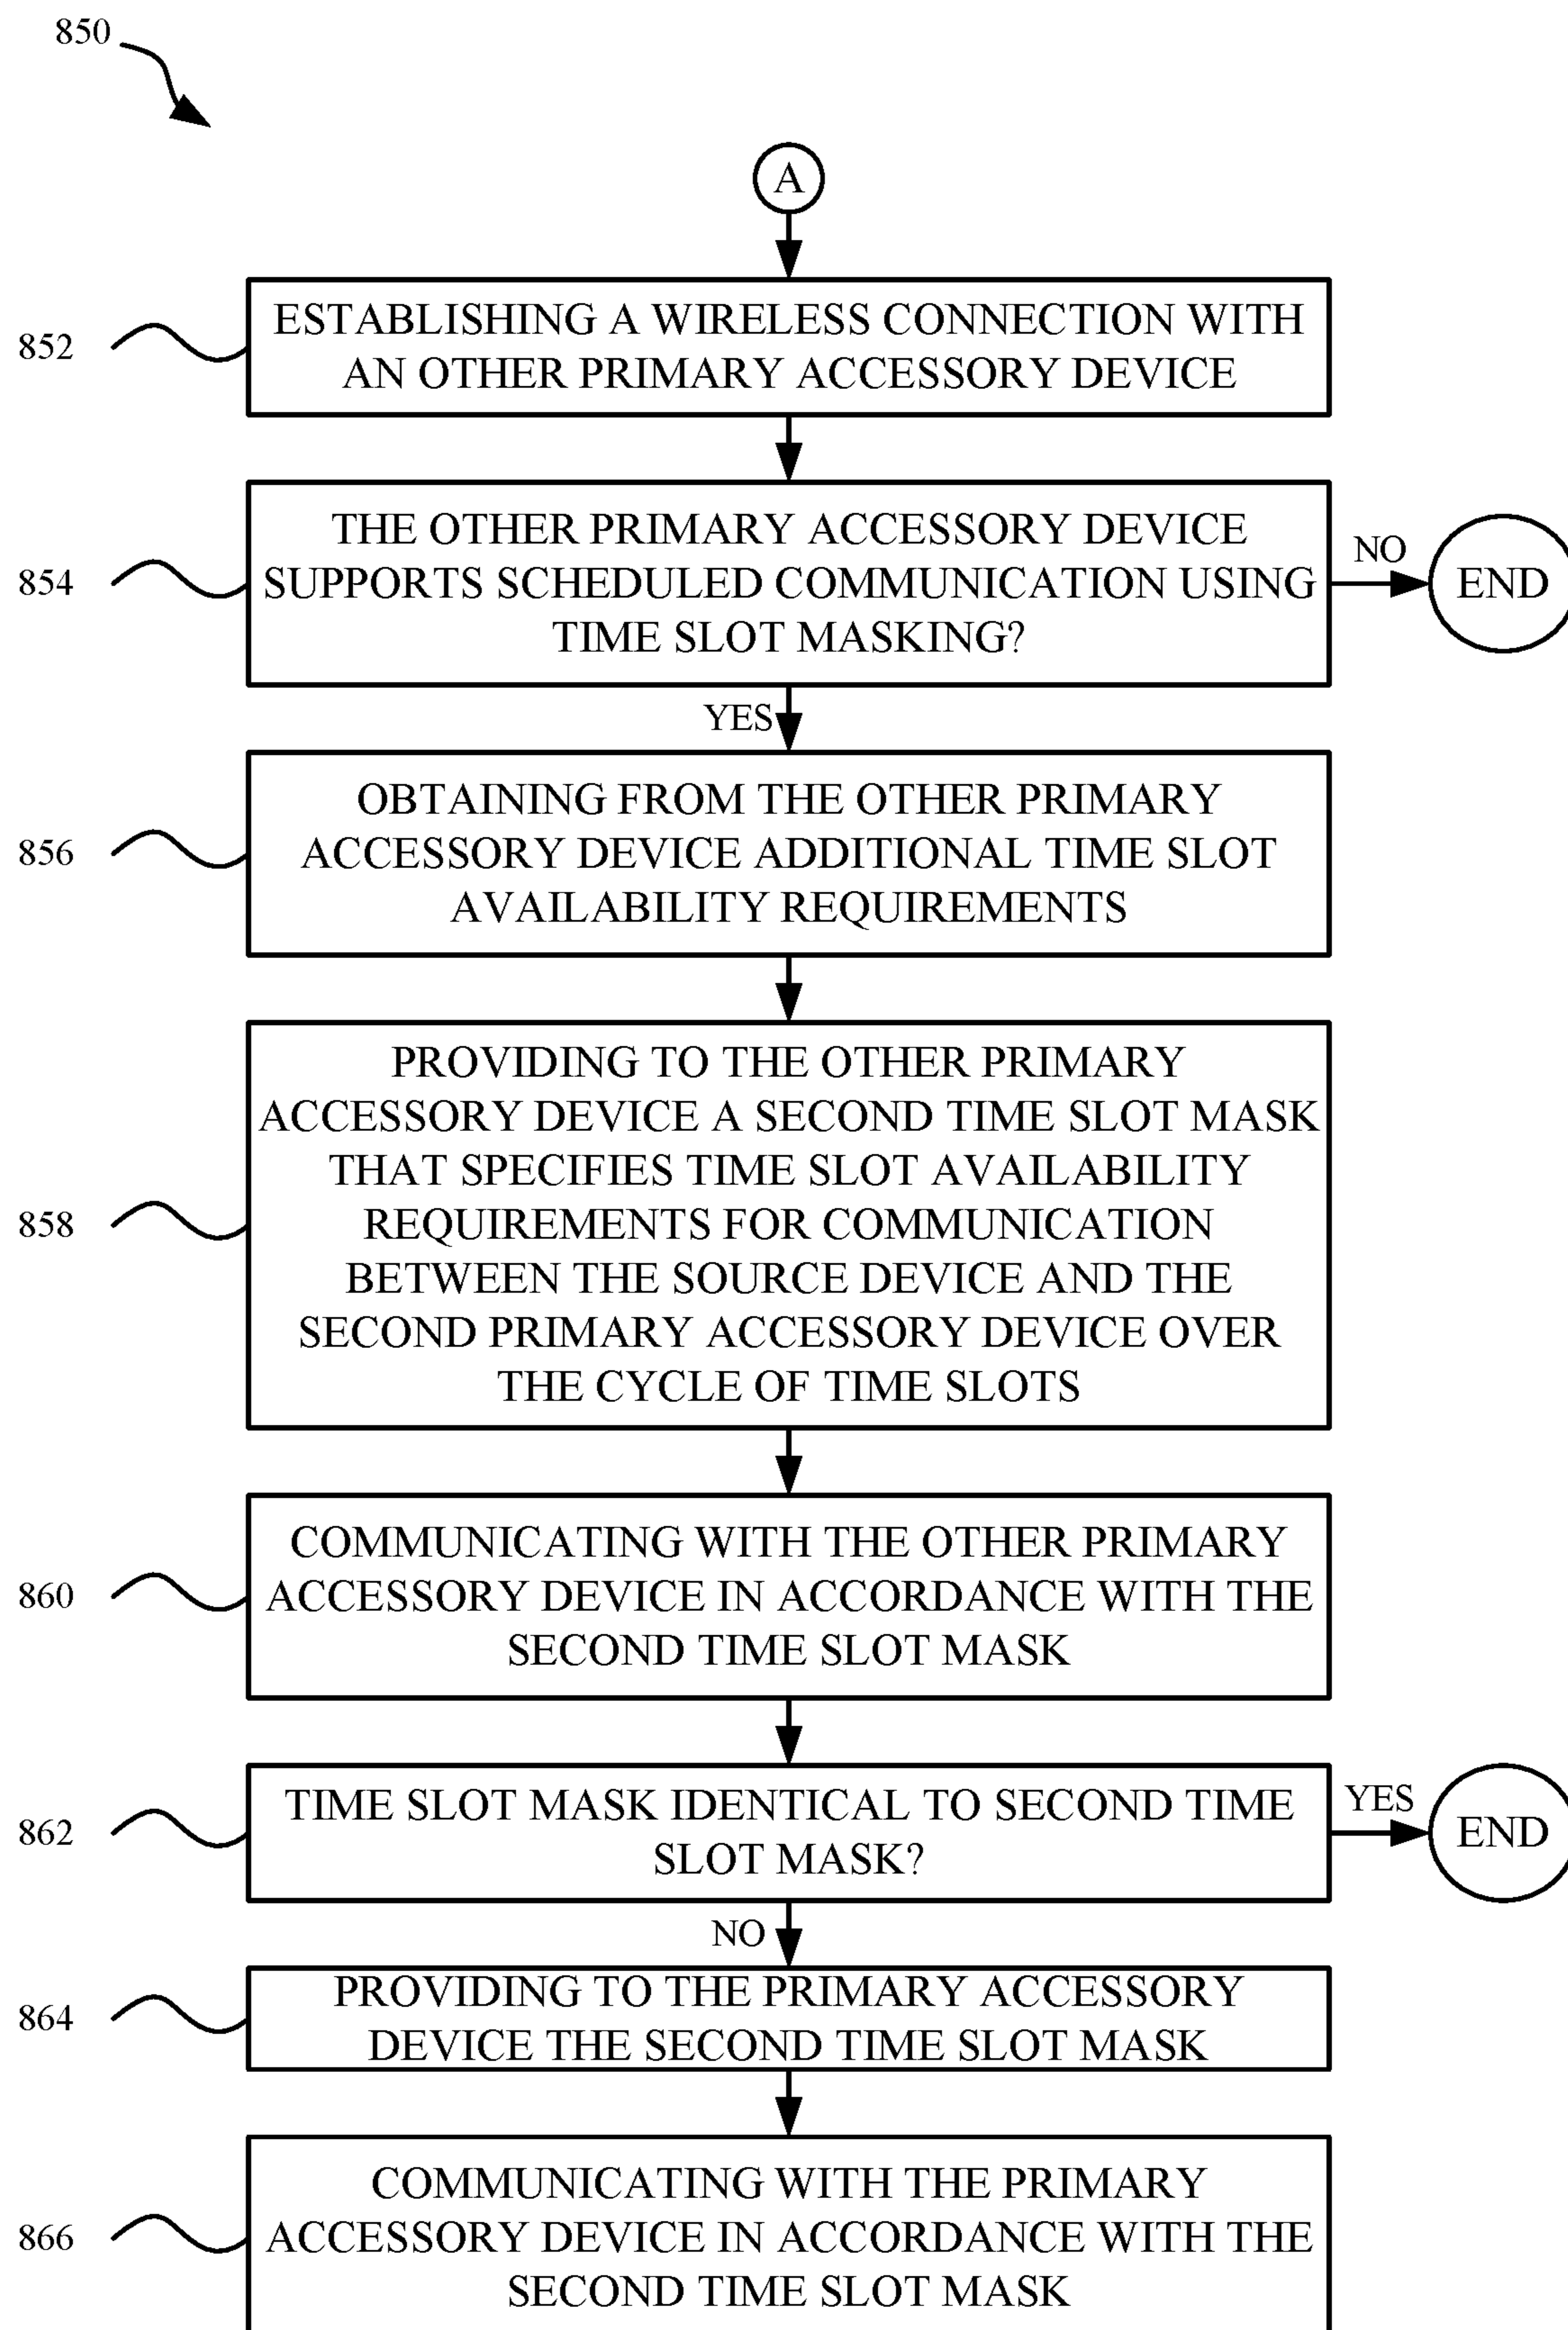 850
A
852
ESTABLISHING A WIRELESS CONNECTION WITH
AN OTHER PRIMARY ACCESSORY DEVICE
854
THE OTHER PRIMARY ACCESSORY DEVICE
SUPPORTS SCHEDULED COMMUNICATION USING
TIME SLOT MASKING?
NO
END
YES
856
OBTAINING FROM THE OTHER PRIMARY
ACCESSORY DEVICE ADDITIONAL TIME SLOT
AVAILABILITY REQUIREMENTS
858
PROVIDING TO THE OTHER PRIMARY
ACCESSORY DEVICE A SECOND TIME SLOT MASK
THAT SPECIFIES TIME SLOT AVAILABILITY
REQUIREMENTS FOR COMMUNICATION
BETWEEN THE SOURCE DEVICE AND THE
SECOND PRIMARY ACCESSORY DEVICE OVER
THE CYCLE OF TIME SLOTS
860
COMMUNICATING WITH THE OTHER PRIMARY
ACCESSORY DEVICE IN ACCORDANCE WITH THE
SECOND TIME SLOT MASK
862
TIME SLOT MASK IDENTICAL TO SECOND TIME
SLOT MASK?
YES
END
NO
864
PROVIDING TO THE PRIMARY ACCESSORY
DEVICE THE SECOND TIME SLOT MASK
866
COMMUNICATING WITH THE PRIMARY
ACCESSORY DEVICE IN ACCORDANCE WITH THE
SECOND TIME SLOT MASK